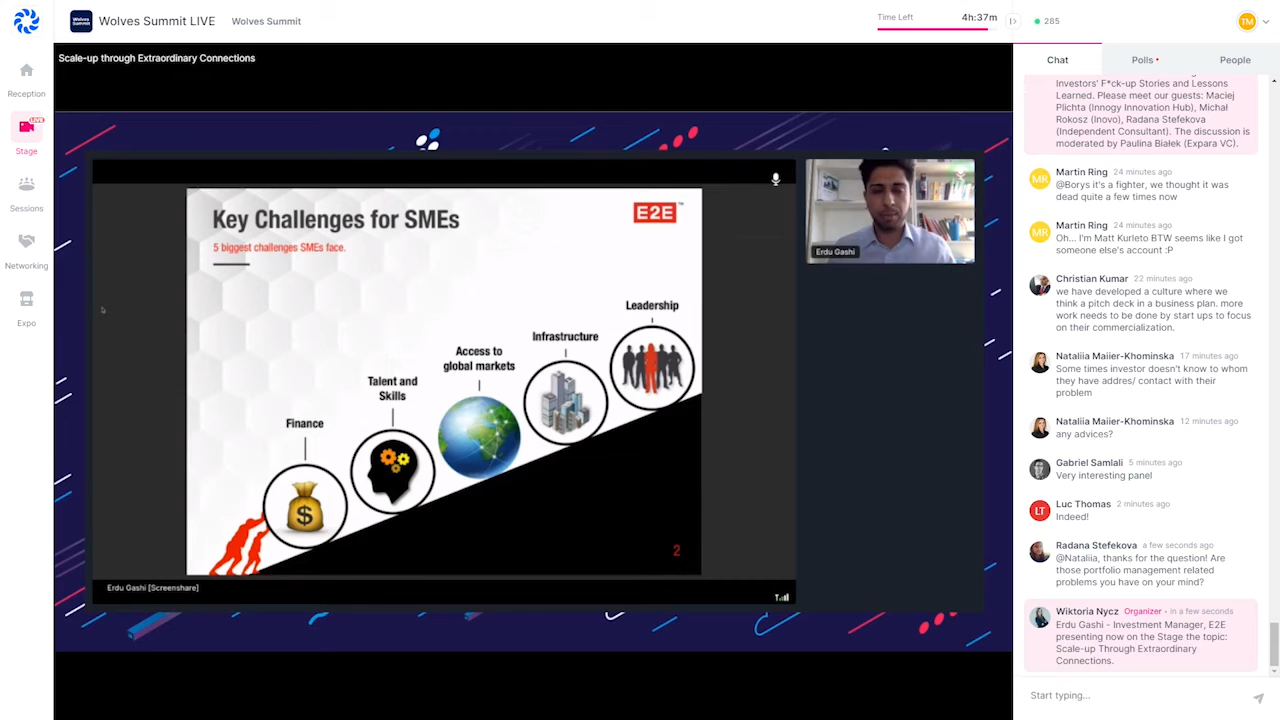 Wolves Summit
Wolves Summit LIVE
Wolves Summit
Time Left
4h:37m
285
TM
Reception
LIVE
Stage
Sessions
Networking
Expo
Scale-up through Extraordinary Connections
Key Challenges for SMEs
E2E™
5 biggest challenges SMEs face.
Finance
Talent and
Skills
Access to
global markets
Infrastructure
Leadership
$
2
Erdu Gashi [Screenshare]
Erdu Gashi
Chat
Polls
People
Investors' F*ck-up Stories and Lessons
Learned. Please meet our guests: Maciej
Plichta (Innogy Innovation Hub), Michał
Rokosz (Inovo), Radana Stefekova
(Independent Consultant). The discussion is
moderated by Paulina Białek (Expara VC).
MR
Martin Ring 24 minutes ago
@Borys it's a fighter, we thought it was
dead quite a few times now
MR
Martin Ring 24 minutes ago
Oh... I'm Matt Kurleto BTW seems like I got
someone else's account :P
Christian Kumar 22 minutes ago
we have developed a culture where we
think a pitch deck in a business plan. more
work needs to be done by start ups to focus
on their commercialization.
Nataliia Maiier-Khominska 17 minutes ago
Some times investor doesn't know to whom
they have addres/ contact with their
problem
Nataliia Maiier-Khominska 12 minutes ago
any advices?
Gabriel Samlali 5 minutes ago
Very interesting panel
LT
Luc Thomas 2 minutes ago
Indeed!
Radana Stefekova a few seconds ago
@Nataliia, thanks for the question! Are
those portfolio management related
problems you have on your mind?
Wiktoria Nycz Organizer • in a few seconds
Erdu Gashi - Investment Manager, E2E
presenting now on the Stage the topic:
Scale-up Through Extraordinary
Connections.
Start typing...